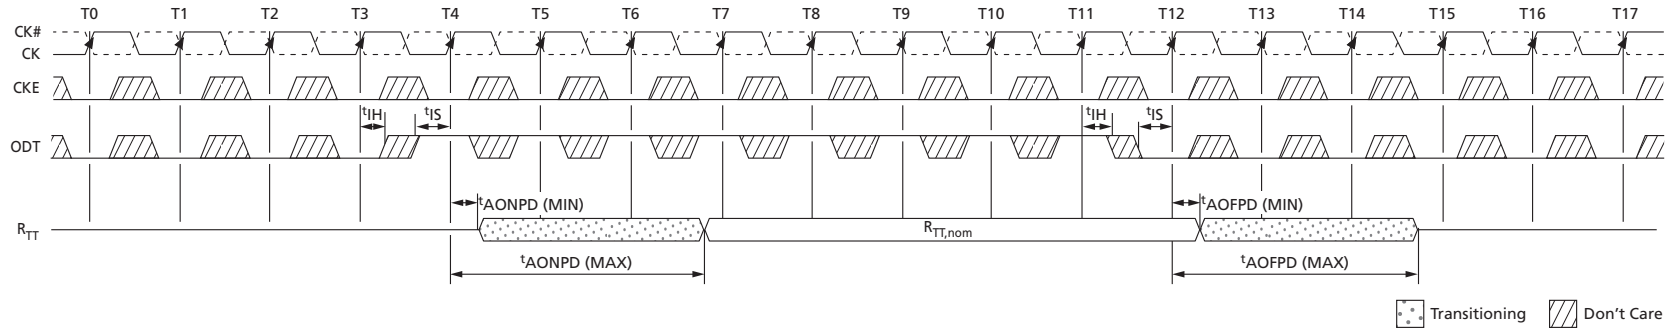 T0 T1 T2 T3 T4 T5 T6 T7 T8 T9 T10 T11 T12 T13 T14 T15 T16 T17
CK#
CK
CKE
tIH tIS tIH tIS
ODT
tAONPD (MIN) tAOFPD (MIN)
RTT RTT,nom
tAONPD (MAX) tAOFPD (MAX)
Transitioning Don't Care